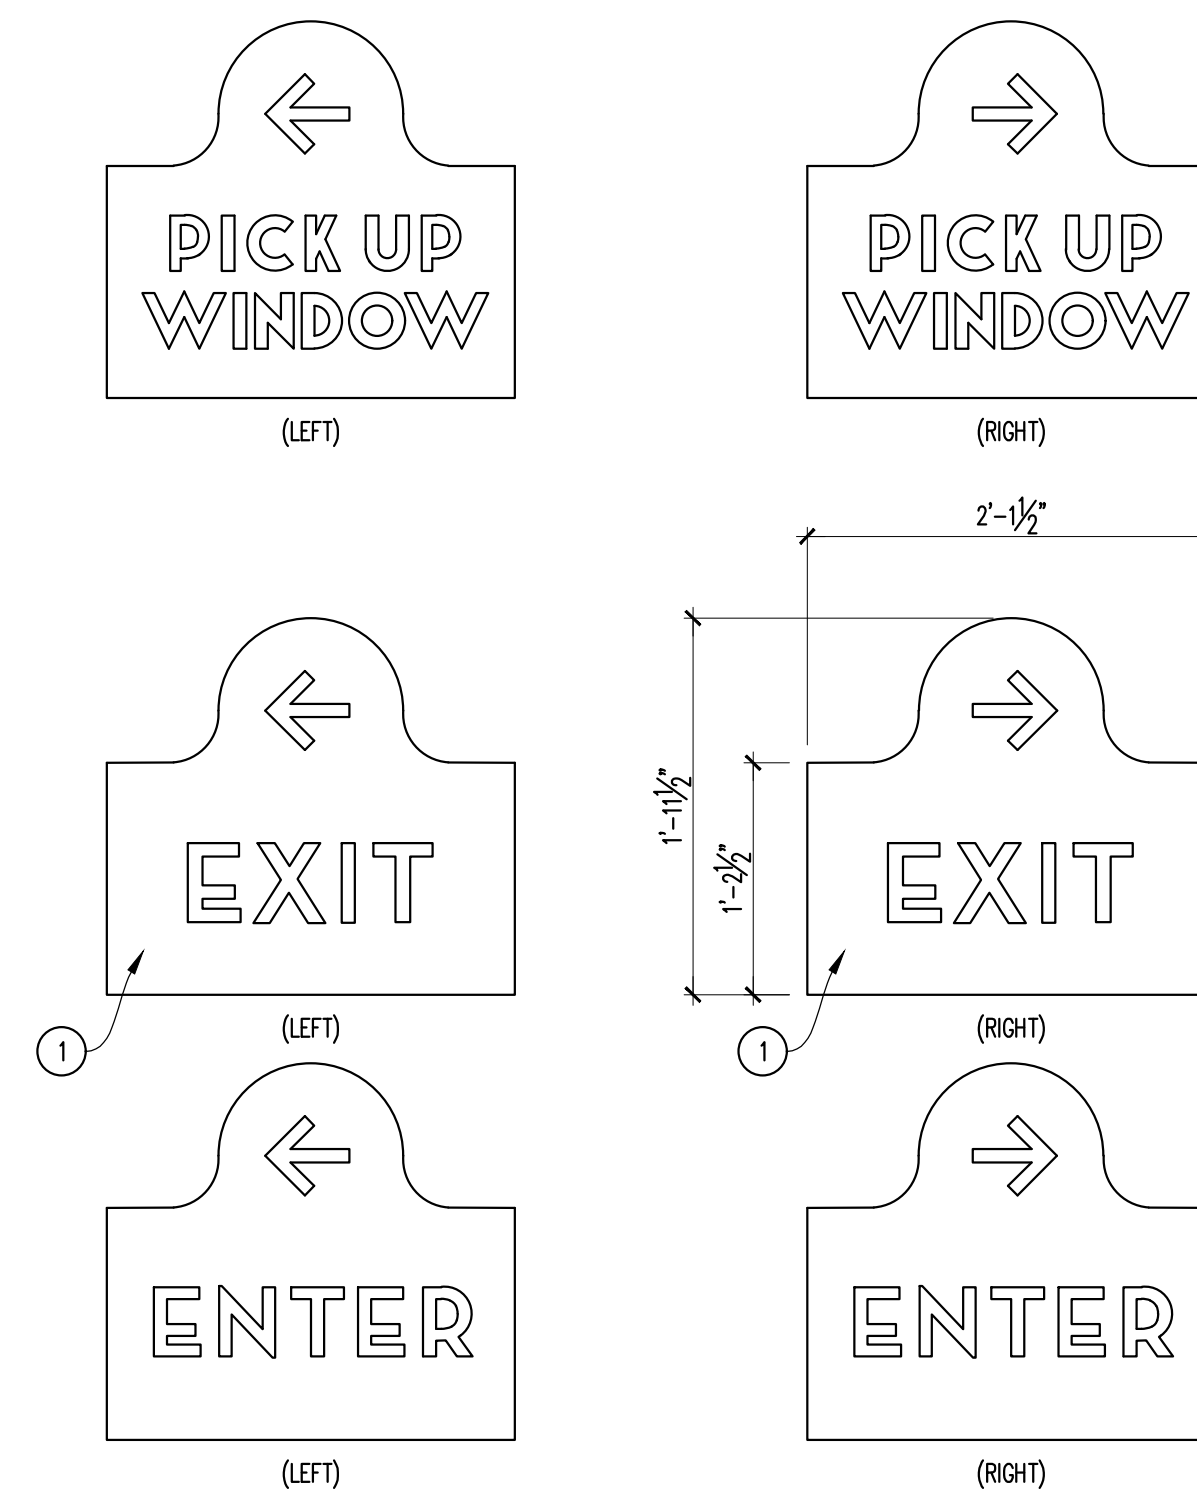 PICK UP
WINDOW
(LEFT)
PICK UP
WINDOW
(RIGHT)
2'-1½"
EXIT
1
(LEFT)
1'-11½"
1'-2½"
EXIT
1
(RIGHT)
ENTER
(LEFT)
ENTER
(RIGHT)